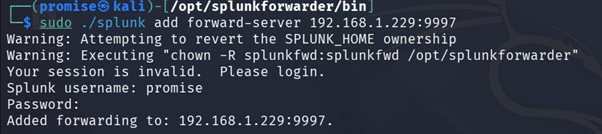 ┌──(promise㉿kali)-[/opt/splunkforwarder/bin]
└─$ sudo ./splunk add forward-server 192.168.1.229:9997
Warning: Attempting to revert the SPLUNK_HOME ownership
Warning: Executing "chown -R splunkfwd:splunkfwd /opt/splunkforwarder"
Your session is invalid.  Please login.
Splunk username: promise
Password:
Added forwarding to: 192.168.1.229:9997.